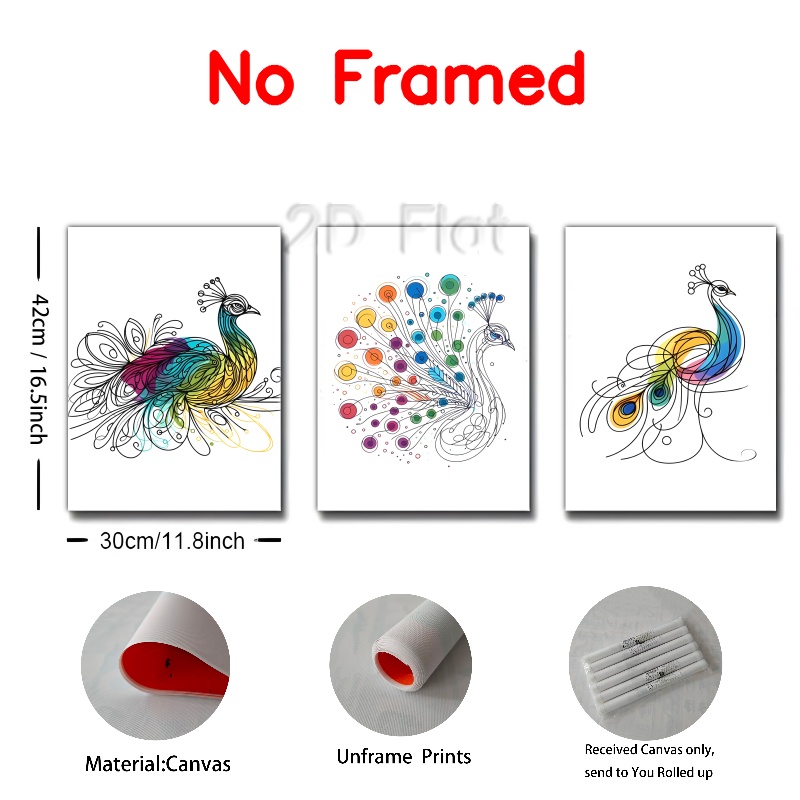 No Framed
2D Flat
42cm / 16.5inch
30cm/11.8inch
Material:Canvas
Unframe Prints
Received Canvas only,
send to You Rolled up